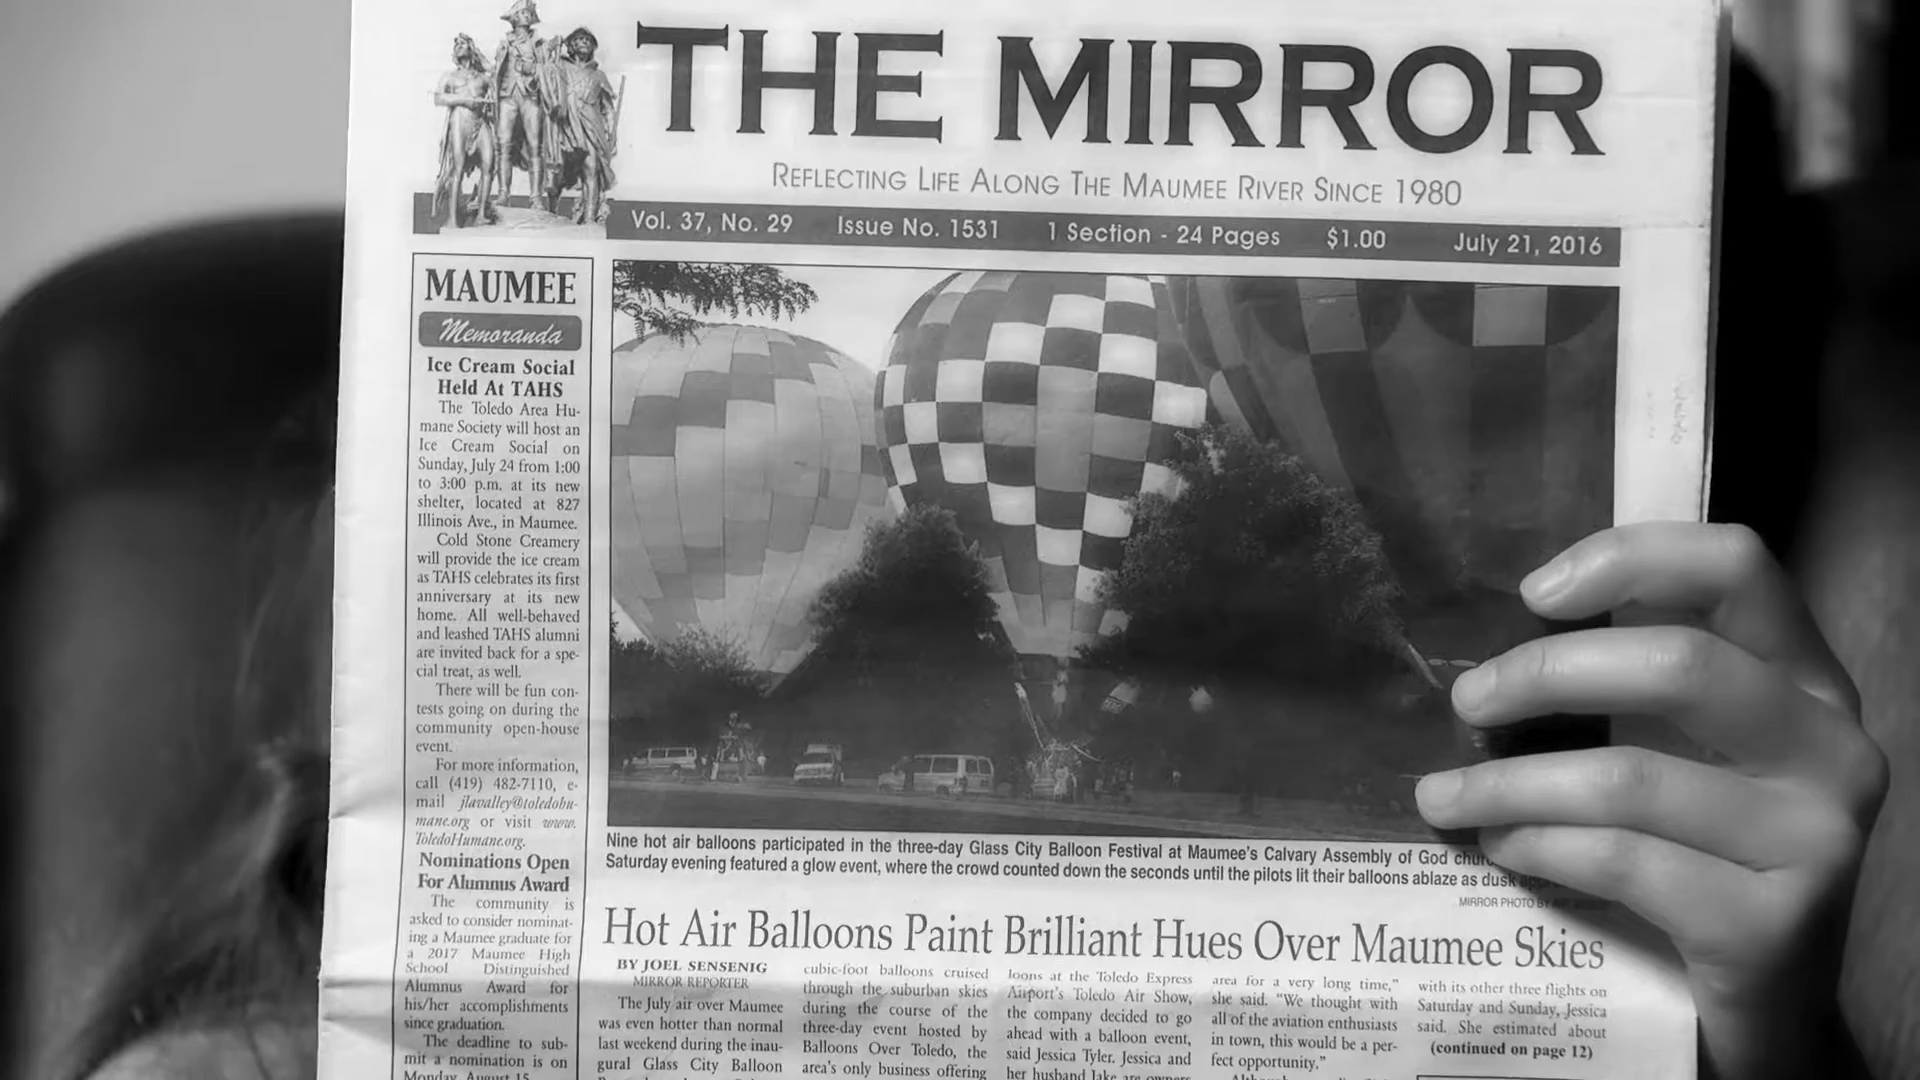 THE MIRROR
REFLECTING LIFE ALONG THE MAUMEE RIVER SINCE 1980
Vol. 37, No. 29 Issue No. 1531 1 Section - 24 Pages $1.00 July 21, 2016
MAUMEE
Memoranda
Ice Cream Social
Held At TAHS
The Toledo Area Hu-
mane Society will host an
Ice Cream Social on
Sunday, July 24 from 1:00
to 3:00 p.m. at its new
shelter, located at 827
Illinois Ave., in Maumee.
Cold Stone Creamery
will provide the ice cream
as TAHS celebrates its first
anniversary at its new
home. All well-behaved
and leashed TAHS alumni
are invited back for a spe-
cial treat, as well.
There will be fun con-
tests going on during the
community open-house
event.
For more information,
call (419) 482-7110, e-
mail jlavalley@toledohu-
mane.org or visit www.
ToledoHumane.org.
Nominations Open
For Alumnus Award
The community is
asked to consider nominat-
ing a Maumee graduate for
a 2017 Maumee High
School Distinguished
Alumnus Award for
his/her accomplishments
since graduation.
The deadline to sub-
mit a nomination is on
Monday, August 15
Nine hot air balloons participated in the three-day Glass City Balloon Festival at Maumee's Calvary Assembly of God
Saturday evening featured a glow event, where the crowd counted down the seconds until the pilots lit their balloons ablaze as dusk
MIRROR PHOTO BY
Hot Air Balloons Paint Brilliant Hues Over Maumee Skies
BY JOEL SENSENIG
MIRROR REPORTER
The July air over Maumee
was even hotter than normal
last weekend during the inau-
gural Glass City Balloon
cubic-foot balloons cruised
through the suburban skies
during the course of the
three-day event hosted by
Balloons Over Toledo, the
area's only business offering
loons at the Toledo Express
Airport's Toledo Air Show,
the company decided to go
ahead with a balloon event,
said Jessica Tyler. Jessica and
her husband Jake are owners
area for a very long time,"
she said. "We thought with
all of the aviation enthusiasts
in town, this would be a per-
fect opportunity."
with its other three flights on
Saturday and Sunday, Jessica
said. She estimated about
(continued on page 12)